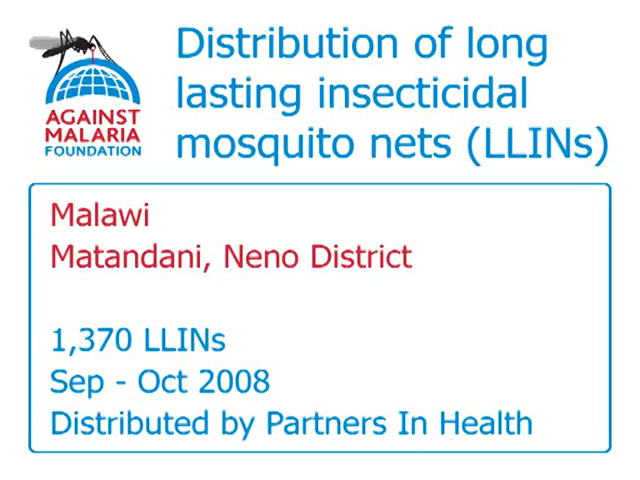 AGAINST
MALARIA
FOUNDATION
Distribution of long
lasting insecticidal
mosquito nets (LLINs)
Malawi
Matandani, Neno District
1,370 LLINs
Sep - Oct 2008
Distributed by Partners In Health